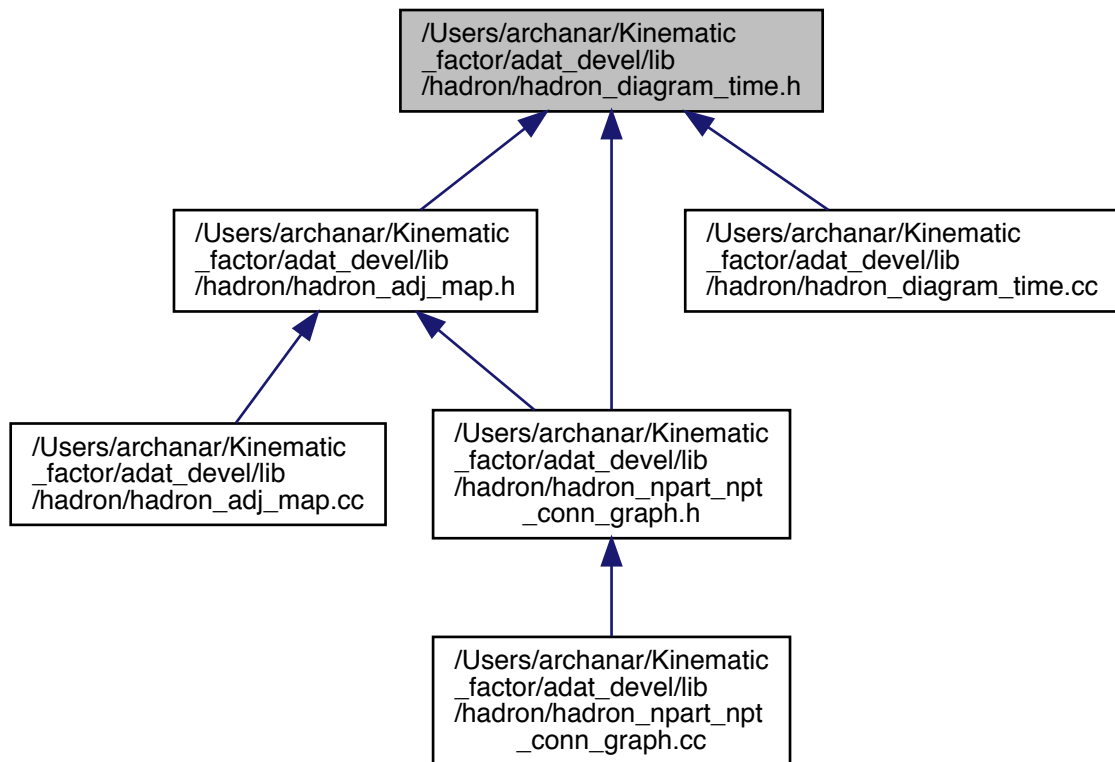 /Users/archanar/Kinematic
_factor/adat_devel/lib
/hadron/hadron_diagram_time.h
/Users/archanar/Kinematic
_factor/adat_devel/lib
/hadron/hadron_adj_map.h
/Users/archanar/Kinematic
_factor/adat_devel/lib
/hadron/hadron_diagram_time.cc
/Users/archanar/Kinematic
_factor/adat_devel/lib
/hadron/hadron_adj_map.cc
/Users/archanar/Kinematic
_factor/adat_devel/lib
/hadron/hadron_npart_npt
_conn_graph.h
/Users/archanar/Kinematic
_factor/adat_devel/lib
/hadron/hadron_npart_npt
_conn_graph.cc